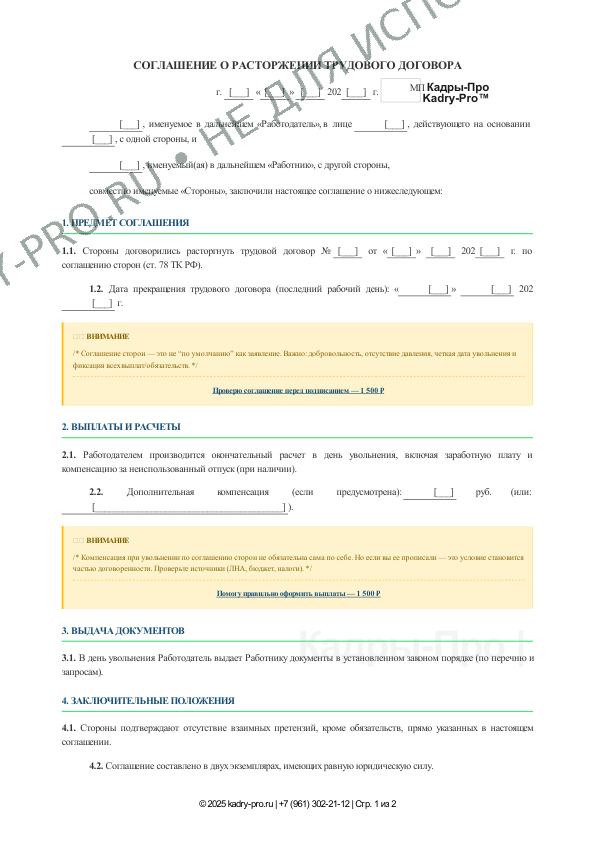 СОГЛАШЕНИЕ О РАСТОРЖЕНИИ ТРУДОВОГО ДОГОВОРА
г. [___] « [___] » [___] 202 [___] г.
МП Кадры-Про
Kadry-Pro™
[___] , именуемое в дальнейшем «Работодатель», в лице [___] , действующего на основании
[___] , с одной стороны, и
[___] , именуемый(ая) в дальнейшем «Работник», с другой стороны,
совместно именуемые «Стороны», заключили настоящее соглашение о нижеследующем:
Y-PRO.RU • НЕ ДЛЯ ИСПО
1. ПРЕДМЕТ СОГЛАШЕНИЯ
1.1. Стороны договорились расторгнуть трудовой договор № [___] от « [___] » [___] 202 [___] г. по
соглашению сторон (ст. 78 ТК РФ).
1.2. Дата прекращения трудового договора (последний рабочий день): « [___] » [___] 202
[___] г.
ВНИМАНИЕ
/* Соглашение сторон — это не “по умолчанию” как заявление. Важно: добровольность, отсутствие давления, четкая дата увольнения и
фиксация всех выплат/обязательств. */
Проверю соглашение перед подписанием — 1 500 ₽
2. ВЫПЛАТЫ И РАСЧЕТЫ
2.1. Работодателем производится окончательный расчет в день увольнения, включая заработную плату и
компенсацию за неиспользованный отпуск (при наличии).
2.2. Дополнительная компенсация (если предусмотрена): [___] руб. (или:
[______________________________________] ).
ВНИМАНИЕ
/* Компенсация при увольнении по соглашению сторон не обязательна сама по себе. Но если вы ее прописали — это условие становится
частью договоренности. Проверьте источники (ЛНА, бюджет, налоги). */
Помогу правильно оформить выплаты — 1 500 ₽
3. ВЫДАЧА ДОКУМЕНТОВ
Кадры-Про |
3.1. В день увольнения Работодатель выдает Работнику документы в установленном законом порядке (по перечню и
запросам).
4. ЗАКЛЮЧИТЕЛЬНЫЕ ПОЛОЖЕНИЯ
4.1. Стороны подтверждают отсутствие взаимных претензий, кроме обязательств, прямо указанных в настоящем
соглашении.
4.2. Соглашение составлено в двух экземплярах, имеющих равную юридическую силу.
© 2025 kadry-pro.ru | +7 (961) 302-21-12 | Стр. 1 из 2